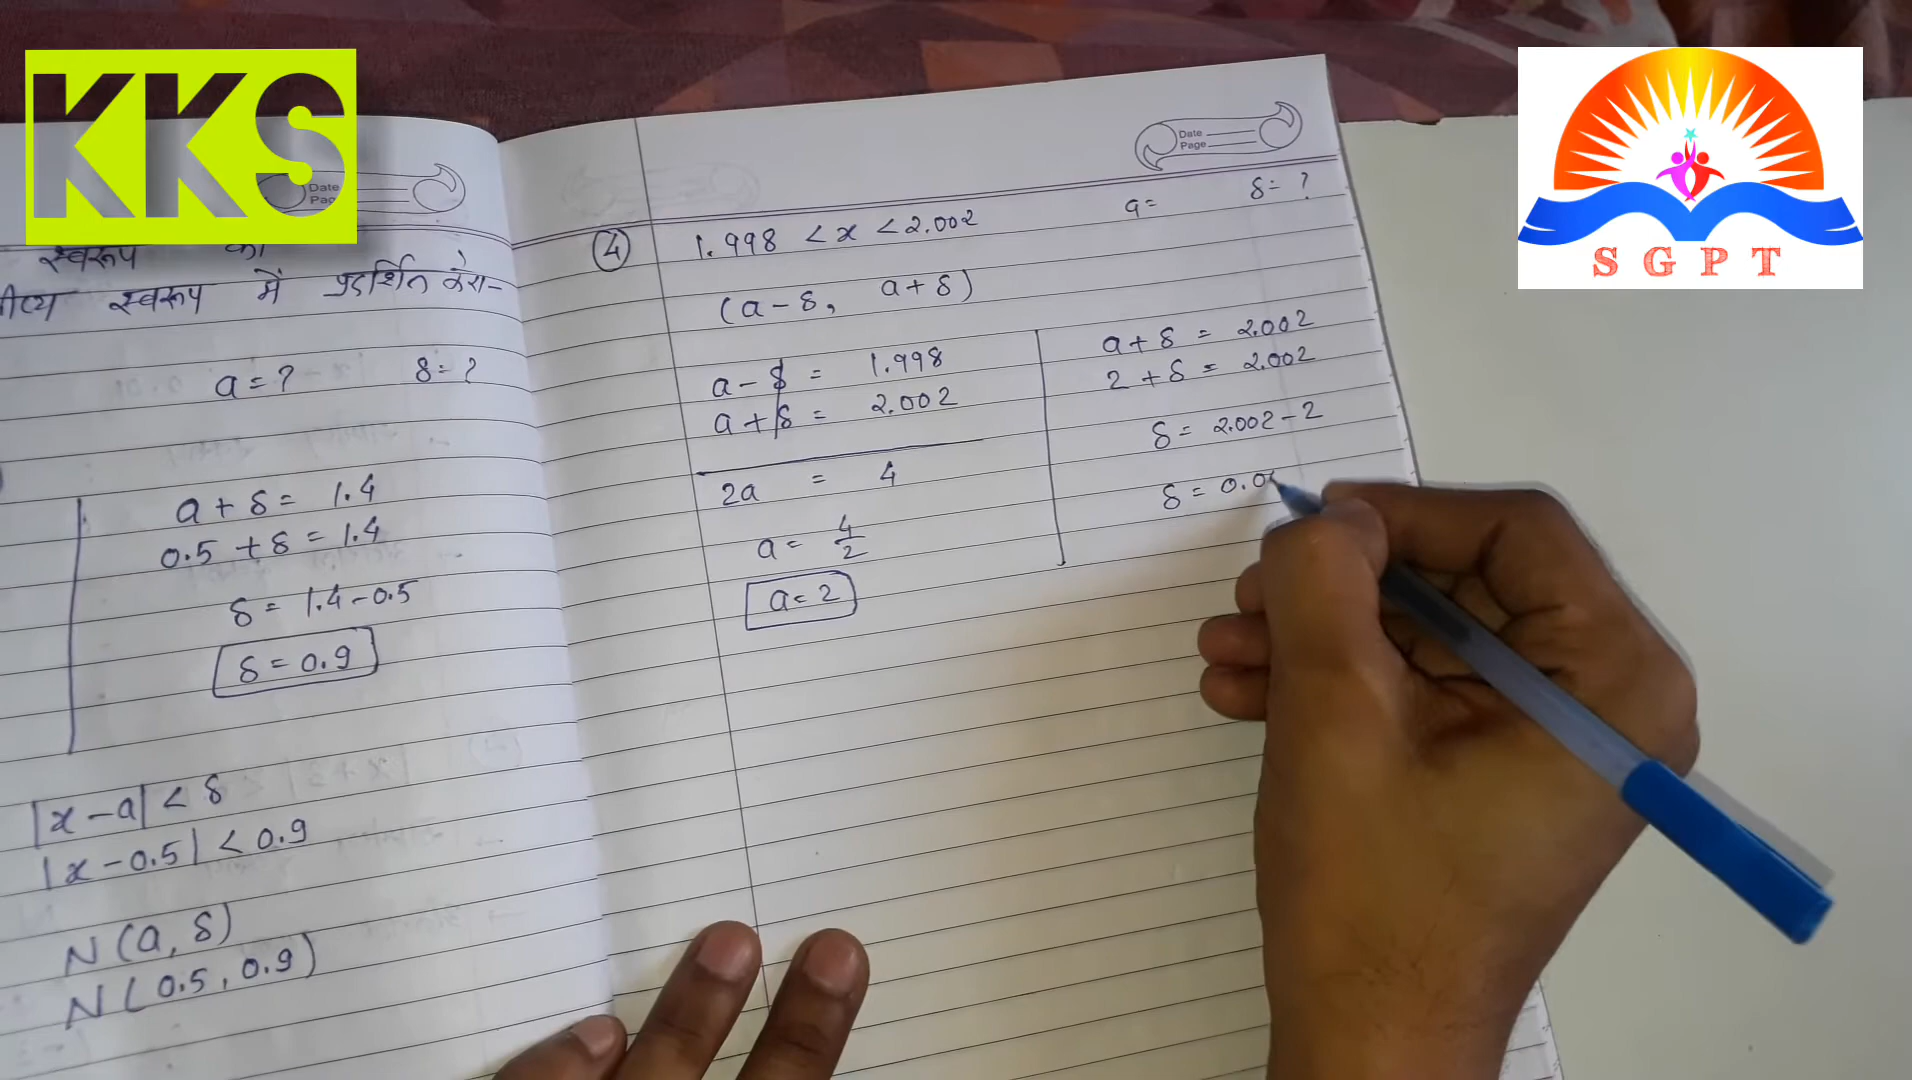 KKS
SGPT
Date
स्वरूप
स्वरूप में प्रदर्शित
a = ? δ = ?
a + δ = 1.4
0.5 + δ = 1.4
δ = 1.4 - 0.5
δ = 0.9
|x - a| < δ
|x - 0.5| < 0.9
N (a, δ)
N (0.5, 0.9)
Date
Page
a = δ = ?
④ 1.998 < x < 2.002
(a - δ, a + δ)
a - δ = 1.998
a + δ = 2.002
2a = 4
a = 4/2
a = 2
a + δ = 2.002
2 + δ = 2.002
δ = 2.002 - 2
δ = 0.0